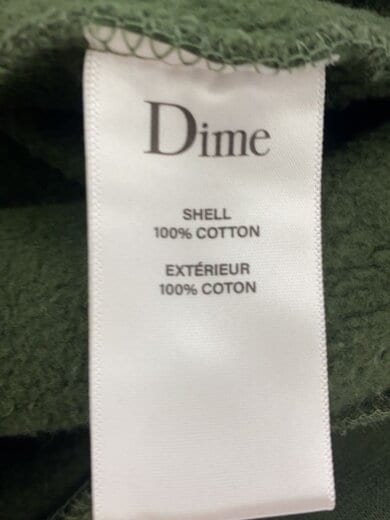 Dime
SHELL
100% COTTON
EXTÉRIEUR
100% COTON